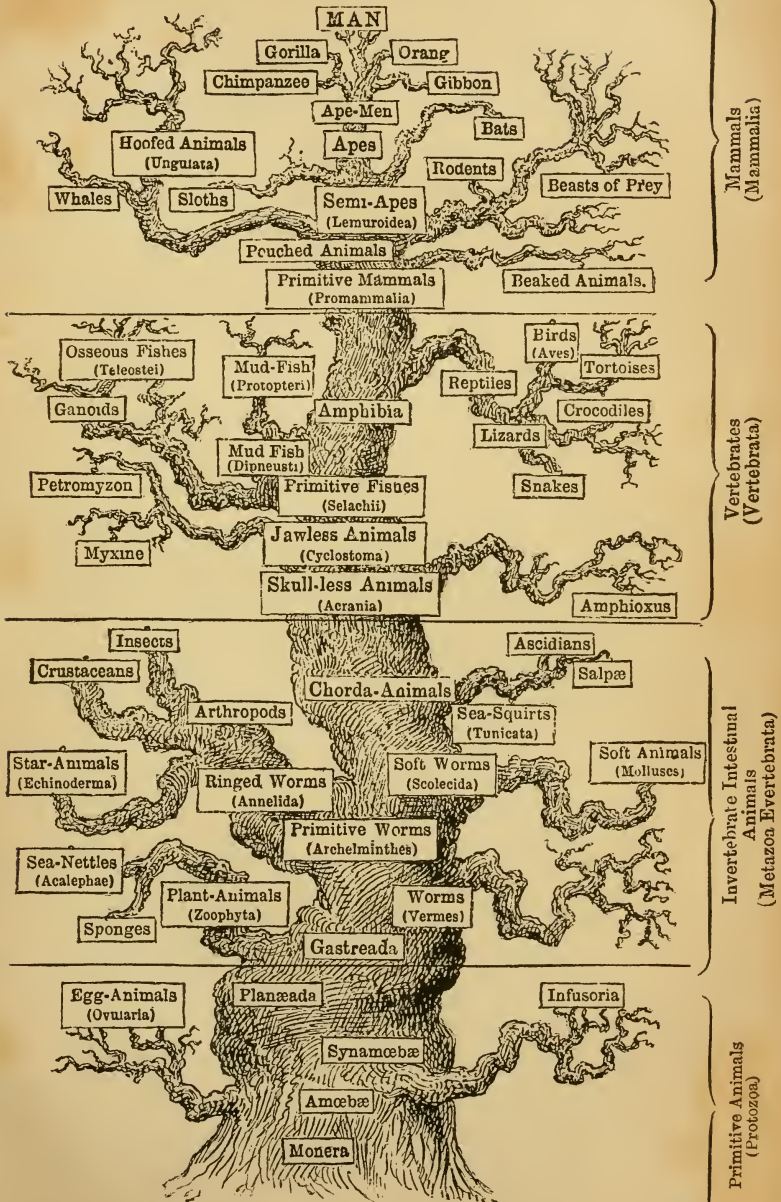 MAN
Gorilla
Orang
Chimpanzee
Gibbon
Ape-Men
Bats
Hoofed Animals
(Ungulata)
Apes
Rodents
Beasts of Prey
Whales
Sloths
Semi-Apes
(Lemuroidea)
Pouched Animals
Beaked Animals.
Primitive Mammals
(Promammalia)
Mammals
(Mammalia)
Osseous Fishes
(Teleostei)
Mud-Fish
(Protopteri)
Birds
(Aves)
Tortoises
Reptiles
Ganoids
Amphibia
Crocodiles
Lizards
Mud Fish
(Dipneusti)
Petromyzon
Primitive Fishes
(Selachii)
Snakes
Jawless Animals
(Cyclostoma)
Myxine
Skull-less Animals
(Acrania)
Amphioxus
Vertebrates
(Vertebrata)
Insects
Ascidians
Crustaceans
Salpæ
Chorda-Animals
Arthropods
Sea-Squirts
(Tunicata)
Star-Animals
(Echinoderma)
Ringed Worms
(Annelida)
Soft Worms
(Scolecida)
Soft Animals
(Molluscs)
Primitive Worms
(Archelminthes)
Sea-Nettles
(Acalephae)
Plant-Animals
(Zoophyta)
Worms
(Vermes)
Sponges
Gastreada
Invertebrate Intestinal
Animals
(Metazoa Evertebrata)
Egg-Animals
(Ovularia)
Planæada
Infusoria
Synamœbæ
Amœbæ
Monera
Primitive Animals
(Protozoa)